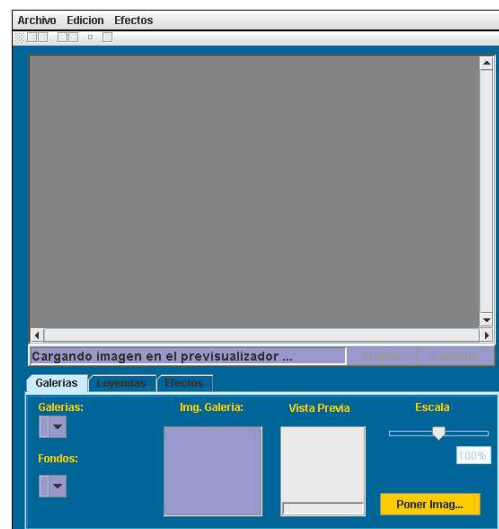 Archivo Edicion Efectos
Cargando imagen en el previsualizador ...
Galerias Leyendas Efectos
Galerias: Img. Galeria: Vista Previa Escala
100%
Fondos:
Poner Imag...